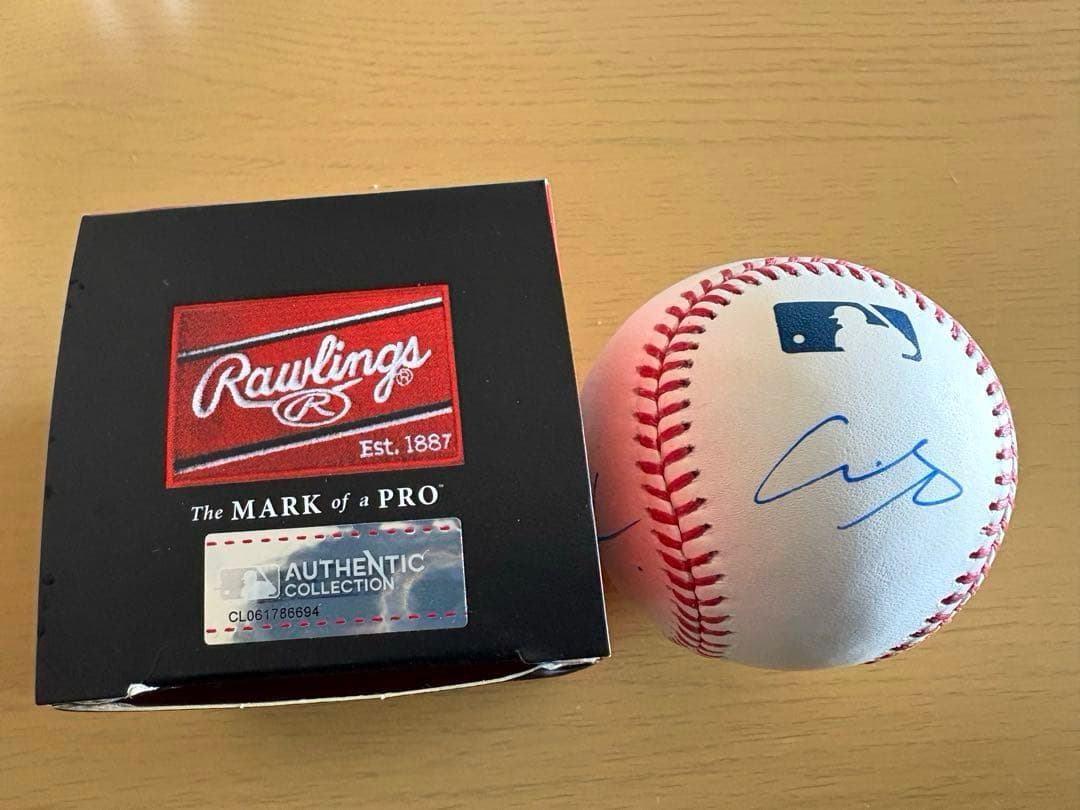 Rawlings®
R
Est. 1887
The MARK of a PRO™
AUTHENTIC
COLLECTION
CL061786694